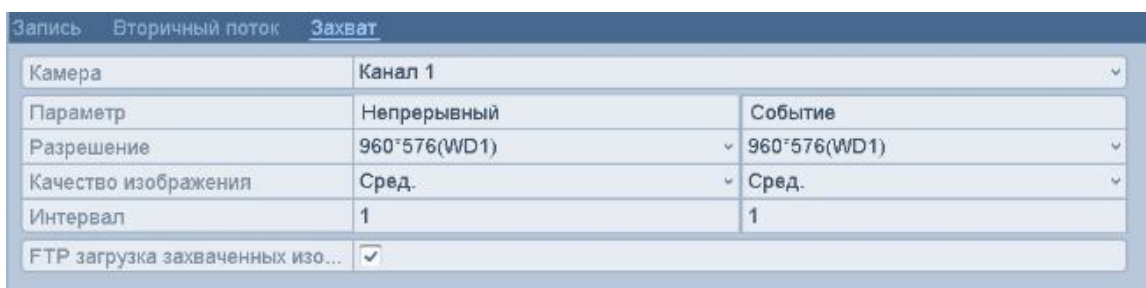 Запись Вторичный поток Захват
Камера Канал 1
Параметр Непрерывный Событие
Разрешение 960*576(WD1) 960*576(WD1)
Качество изображения Сред. Сред.
Интервал 1 1
FTP загрузка захваченных изо...